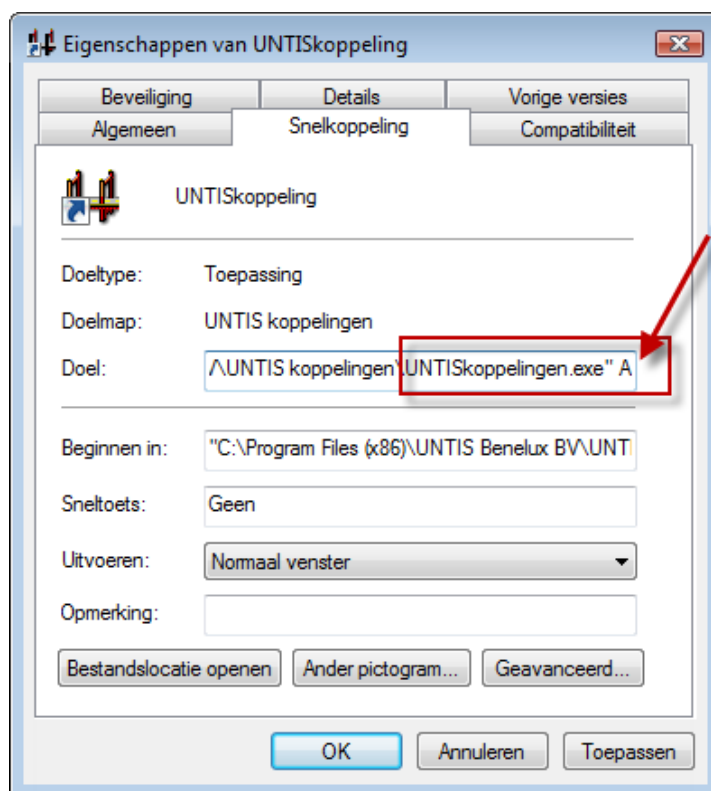 Eigenschappen van UNTISkoppeling
Beveiliging Details Vorige versies
Algemeen Snelkoppeling Compatibiliteit
UNTISkoppeling
Doeltype: Toepassing
Doelmap: UNTIS koppelingen
Doel: /\UNTIS koppelingen\UNTISkoppelingen.exe" A
Beginnen in: "C:\Program Files (x86)\UNTIS Benelux BV\UNTI
Sneltoets: Geen
Uitvoeren: Normaal venster
Opmerking:
Bestandslocatie openen Ander pictogram... Geavanceerd...
OK Annuleren Toepassen